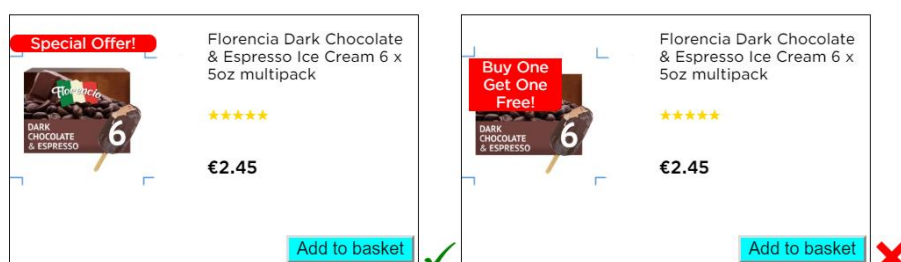 Special Offer!
Florencia Dark Chocolate
& Espresso Ice Cream 6 x
5oz multipack
Florencia
DARK
CHOCOLATE
& ESPRESSO
6
★★★★★
€2.45
Add to basket
Buy One
Get One
Free!
Florencia Dark Chocolate
& Espresso Ice Cream 6 x
5oz multipack
DARK
CHOCOLATE
& ESPRESSO
6
★★★★★
€2.45
Add to basket